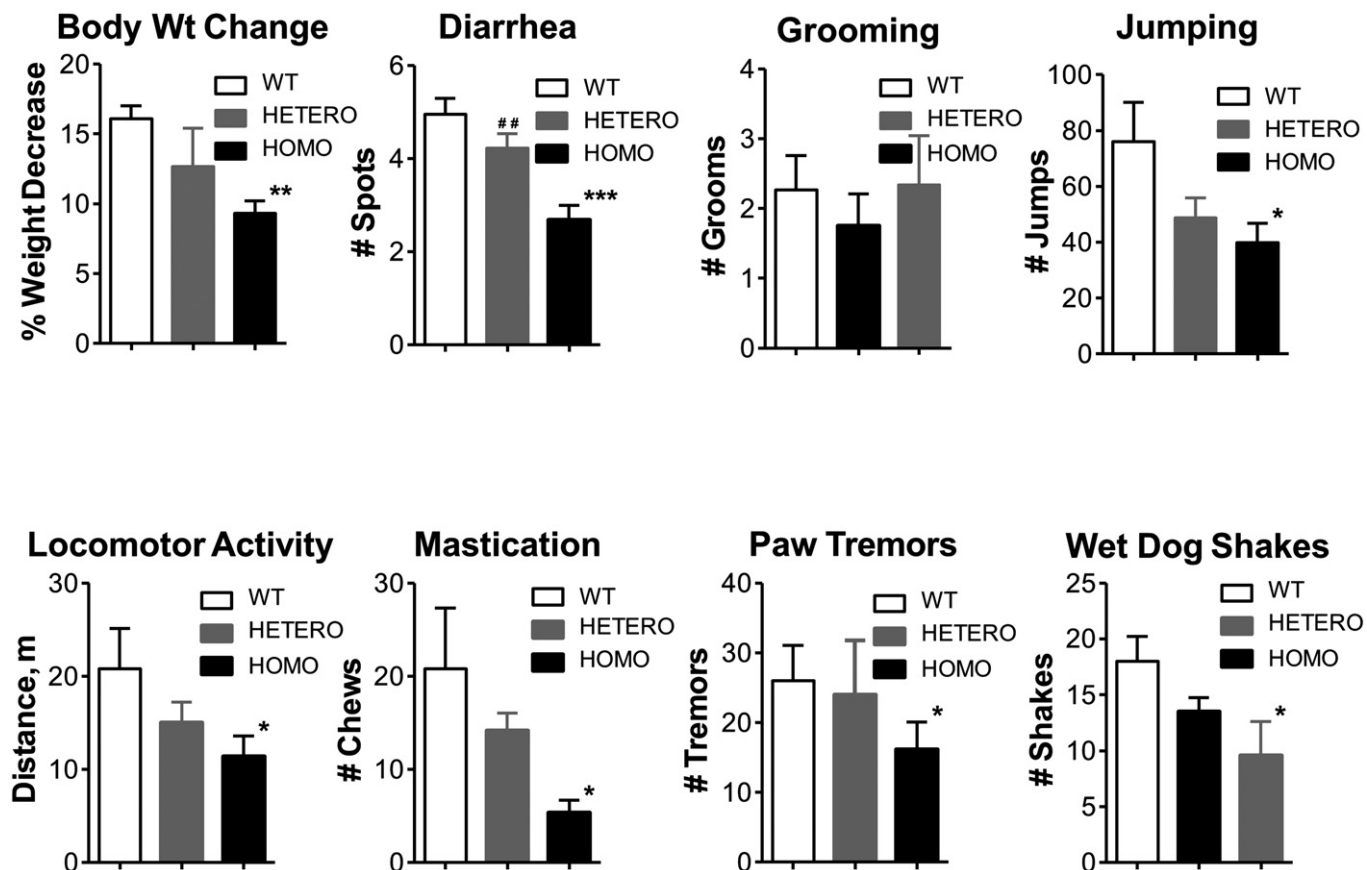 Body Wt Change
% Weight Decrease
20
15
10
5
0
WT
HETERO
HOMO
**
Diarrhea
# Spots
6
4
2
0
WT
HETERO
HOMO
##
***
Grooming
# Grooms
4
3
2
1
0
WT
HETERO
HOMO
Jumping
# Jumps
100
80
60
40
20
0
WT
HETERO
HOMO
*
Locomotor Activity
Distance, m
30
20
10
0
WT
HETERO
HOMO
*
Mastication
# Chews
30
20
10
0
WT
HETERO
HOMO
*
Paw Tremors
# Tremors
40
30
20
10
0
WT
HETERO
HOMO
*
Wet Dog Shakes
# Shakes
25
20
15
10
5
0
WT
HETERO
HOMO
*